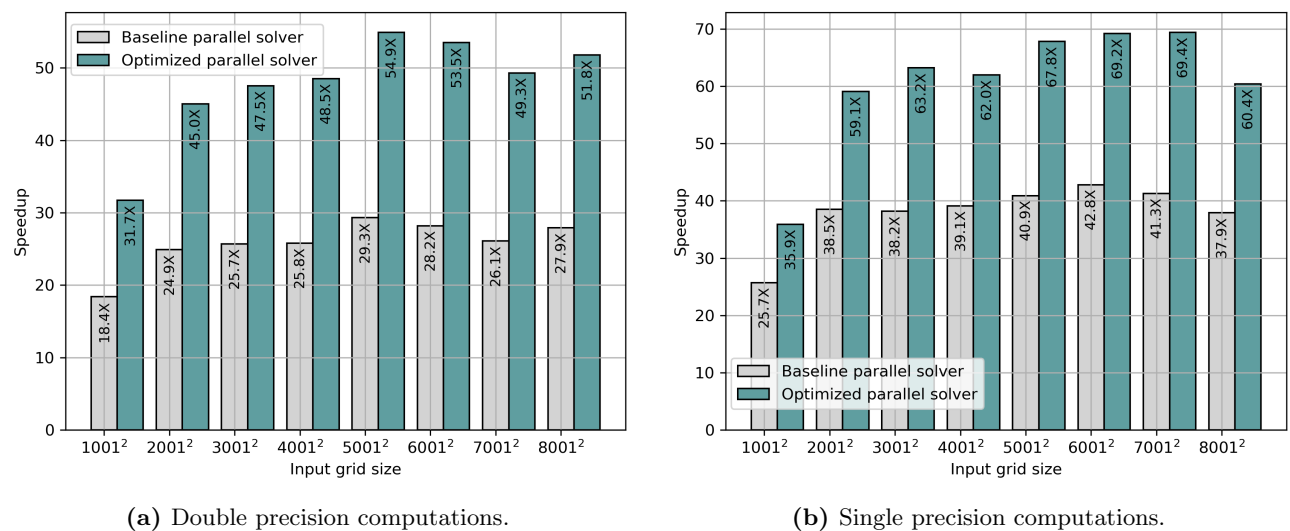 Baseline parallel solver
Optimized parallel solver
Speedup
50
40
30
20
10
0
18.4X
31.7X
24.9X
45.0X
25.7X
47.5X
25.8X
48.5X
29.3X
54.9X
28.2X
53.5X
26.1X
49.3X
27.9X
51.8X
1001² 2001² 3001² 4001² 5001² 6001² 7001² 8001²
Input grid size
(a) Double precision computations.
Speedup
70
60
50
40
30
20
10
0
25.7X
35.9X
38.5X
59.1X
38.2X
63.2X
39.1X
62.0X
40.9X
67.8X
42.8X
69.2X
41.3X
69.4X
37.9X
60.4X
Baseline parallel solver
Optimized parallel solver
1001² 2001² 3001² 4001² 5001² 6001² 7001² 8001²
Input grid size
(b) Single precision computations.